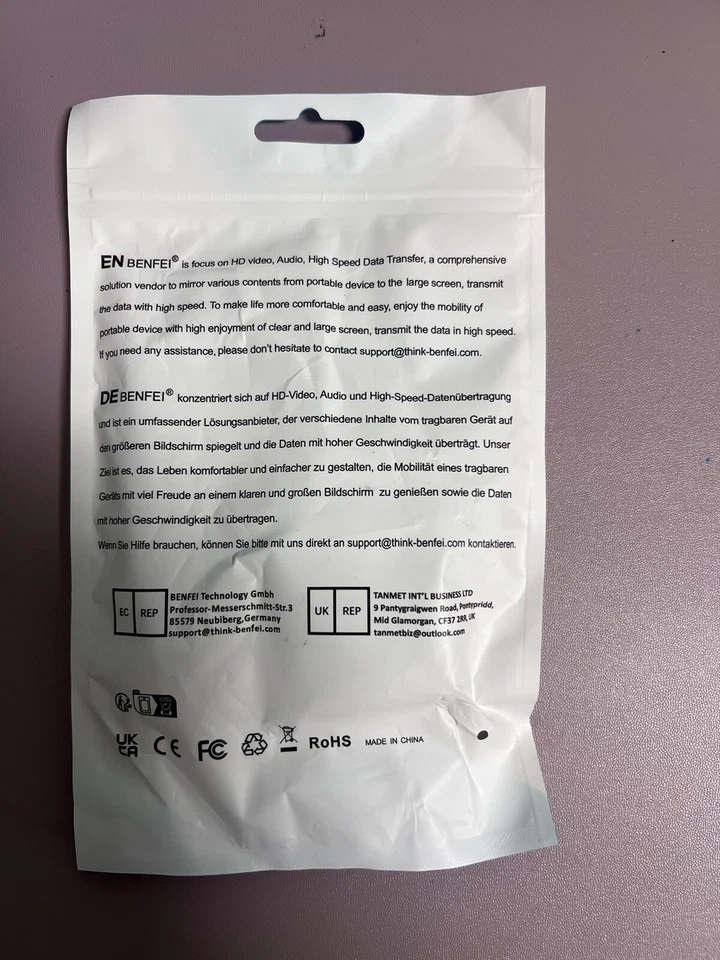 EN BENFEI® is focus on HD video, Audio, High Speed Data Transfer, a comprehensive
solution vendor to mirror various contents from portable device to the large screen, transmit
the data with high speed. To make life more comfortable and easy, enjoy the mobility of
portable device with high enjoyment of clear and large screen, transmit the data in high speed.
If you need any assistance, please don't hesitate to contact support@think-benfei.com.
DE BENFEI® konzentriert sich auf HD-Video, Audio und High-Speed-Datenübertragung
und ist ein umfassender Lösungsanbieter, der verschiedene Inhalte vom tragbaren Gerät auf
den größeren Bildschirm spiegelt und die Daten mit hoher Geschwindigkeit überträgt. Unser
Ziel ist es, das Leben komfortabler und einfacher zu gestalten, die Mobilität eines tragbaren
Geräts mit viel Freude an einem klaren und großen Bildschirm zu genießen sowie die Daten
mit hoher Geschwindigkeit zu übertragen.
Wenn Sie Hilfe brauchen, können Sie bitte mit uns direkt an support@think-benfei.com kontaktieren.
EC REP
BENFEI Technology Gmbh
Professor-Messerschmitt-Str.3
85579 Neubiberg,Germany
support@think-benfei.com
UK REP
TANMET INT'L BUSINESS LTD
9 Pantygraigwen Road, Pontypridd,
Mid Glamorgan, CF37 2RR, UK
tanmetbiz@outlook.com
UK CA CE FC RoHS MADE IN CHINA